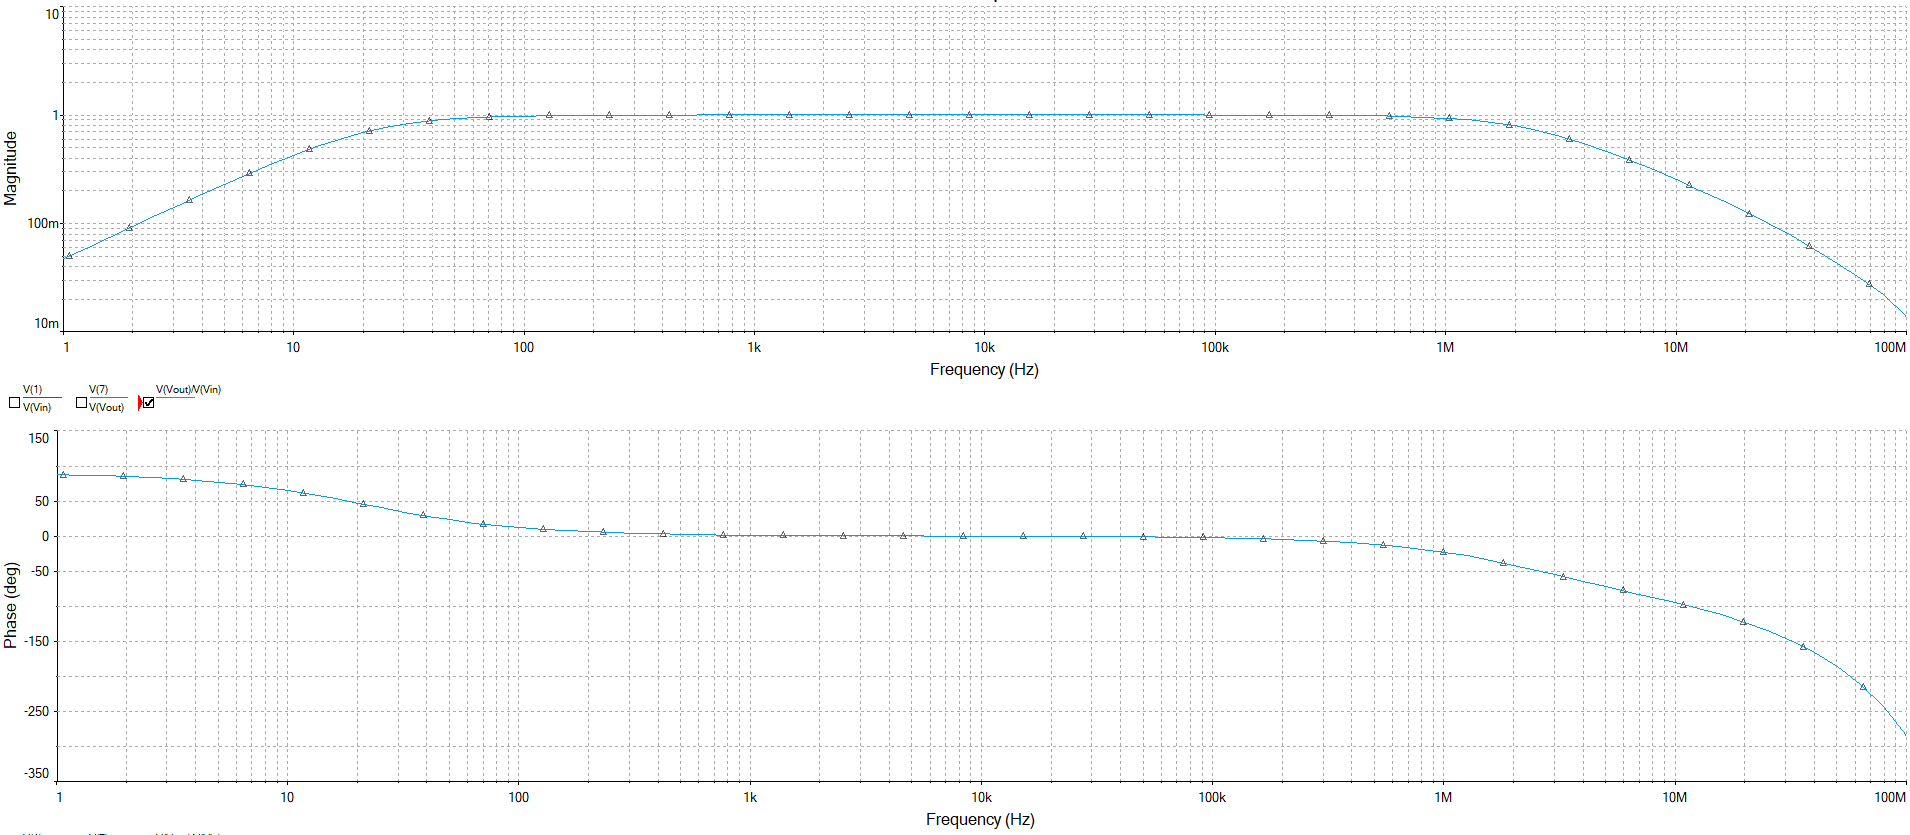 10
1
100m
10m
Magnitude
1 10 100 1k 10k 100k 1M 10M 100M
Frequency (Hz)
V(1) V(7) V(Vout)/V(Vin)
V(Vin) V(Vout)
150
50
0
-50
-150
-250
-350
Phase (deg)
1 10 100 1k 10k 100k 1M 10M 100M
Frequency (Hz)